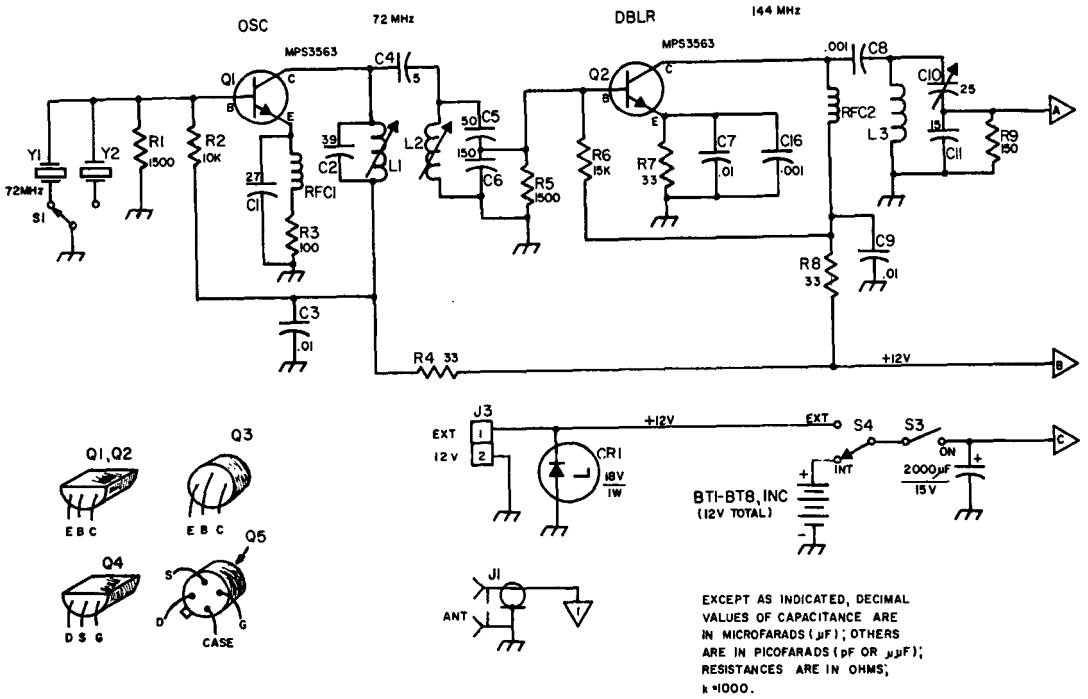 OSC
72 MHz
DBLR
144 MHz
MPS3563
MPS3563
Q1
C
B
E
C4
5
Q2
C
B
E
.001
C8
C10
25
A
Y1
Y2
72MHz
S1
R1
1500
R2
10K
27
C1
RFC1
R3
100
39
C2
L1
L2
50
C5
150
C6
R5
1500
R6
15K
R7
33
C7
.01
C16
.001
RFC2
L3
15
C11
R9
150
C3
.01
R8
33
C9
.01
R4 33
+12V
B
J3
EXT
1
12 V
2
+12V
CR1
18V
1W
EXT
S4
INT
S3
ON
C
+
BT1-BT8, INC
(12V TOTAL)
-
2000µF
+
15V
Q1, Q2
E B C
Q3
E B C
Q4
D S G
Q5
S
D
G
CASE
J1
ANT
1
EXCEPT AS INDICATED, DECIMAL
VALUES OF CAPACITANCE ARE
IN MICROFARADS (µF); OTHERS
ARE IN PICOFARADS (pF OR µµF);
RESISTANCES ARE IN OHMS;
k=1000.